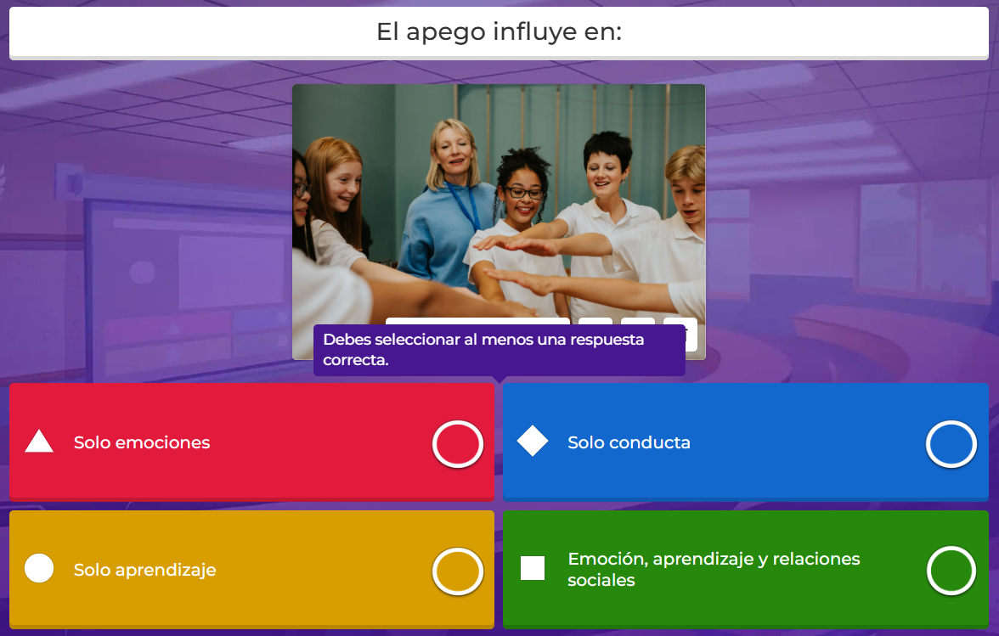 El apego influye en:
Debes seleccionar al menos una respuesta
correcta.
Solo emociones
Solo conducta
Solo aprendizaje
Emoción, aprendizaje y relaciones
sociales